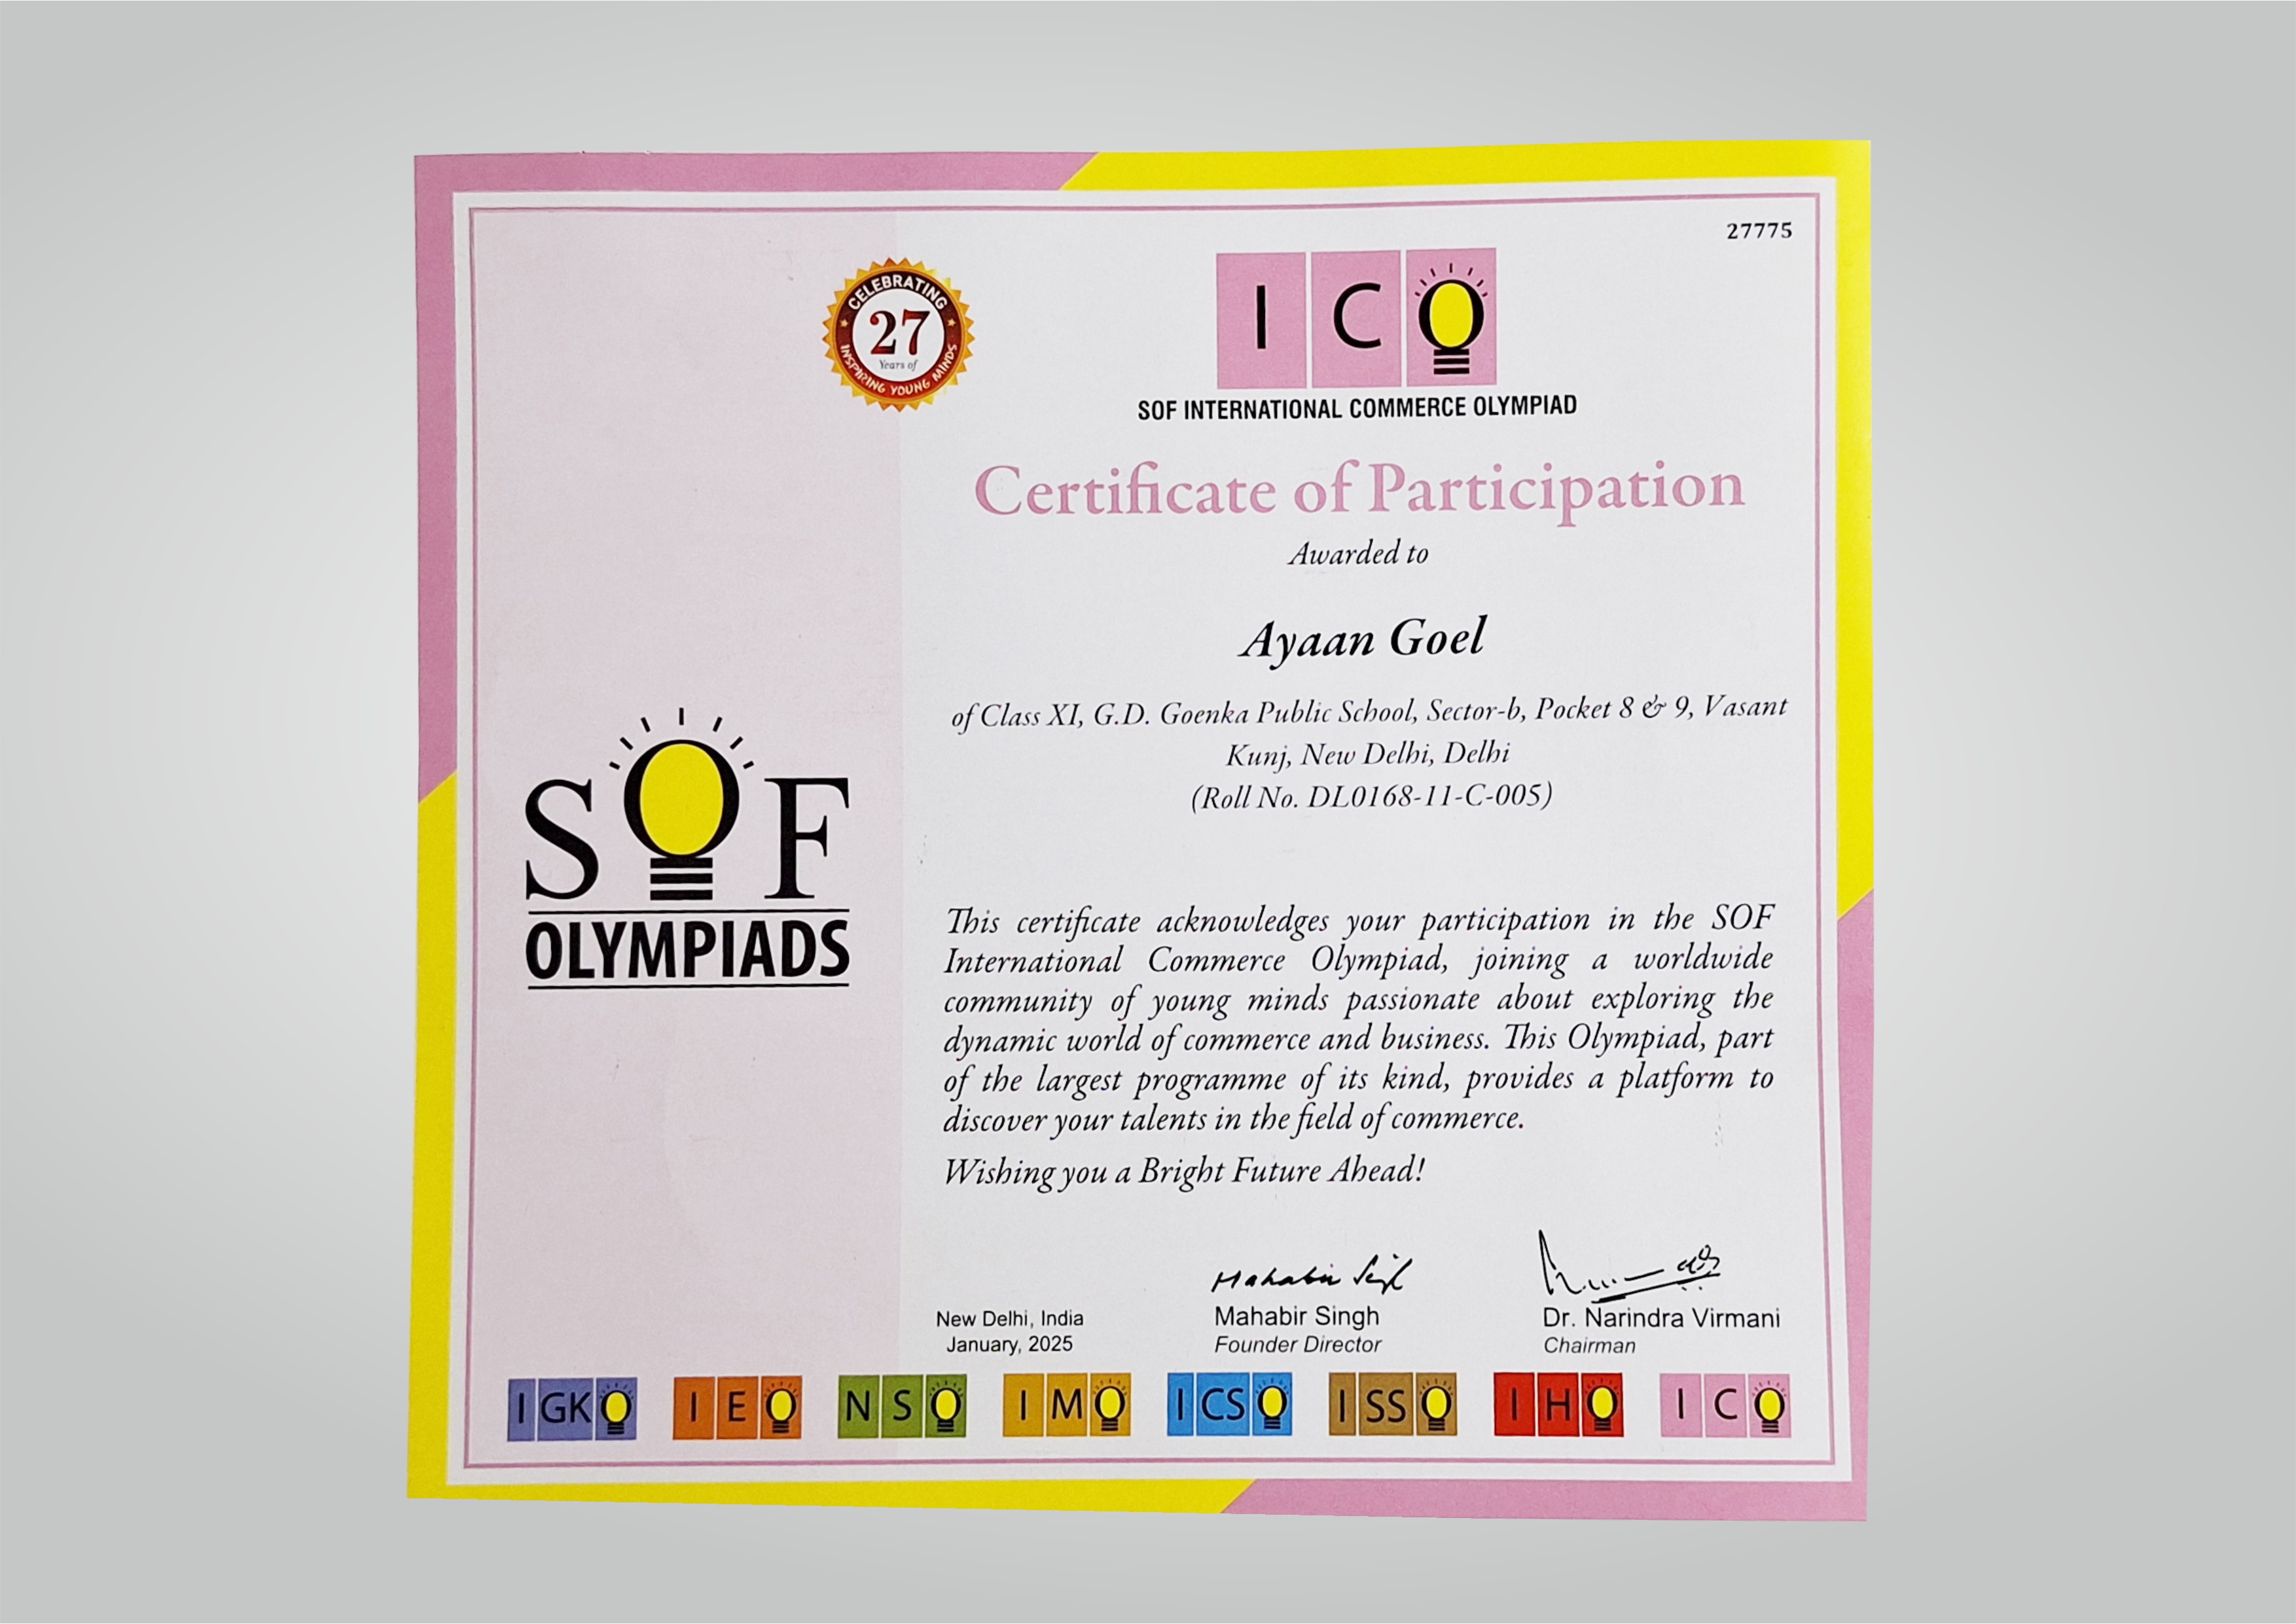 27775
CELEBRATING
27
Years of
INSPIRING YOUNG MINDS
ICO
SOF INTERNATIONAL COMMERCE OLYMPIAD
Certificate of Participation
Awarded to
Ayaan Goel
of Class XI, G.D. Goenka Public School, Sector-b, Pocket 8 & 9, Vasant
Kunj, New Delhi, Delhi
(Roll No. DL0168-11-C-005)
SOF
OLYMPIADS
This certificate acknowledges your participation in the SOF
International Commerce Olympiad, joining a worldwide
community of young minds passionate about exploring the
dynamic world of commerce and business. This Olympiad, part
of the largest programme of its kind, provides a platform to
discover your talents in the field of commerce.
Wishing you a Bright Future Ahead!
New Delhi, India
January, 2025
Mahabir Singh
Mahabir Singh
Founder Director
Dr. Narindra Virmani
Chairman
IGKO IEO NSO IMO ICSO ISSO IHO ICO